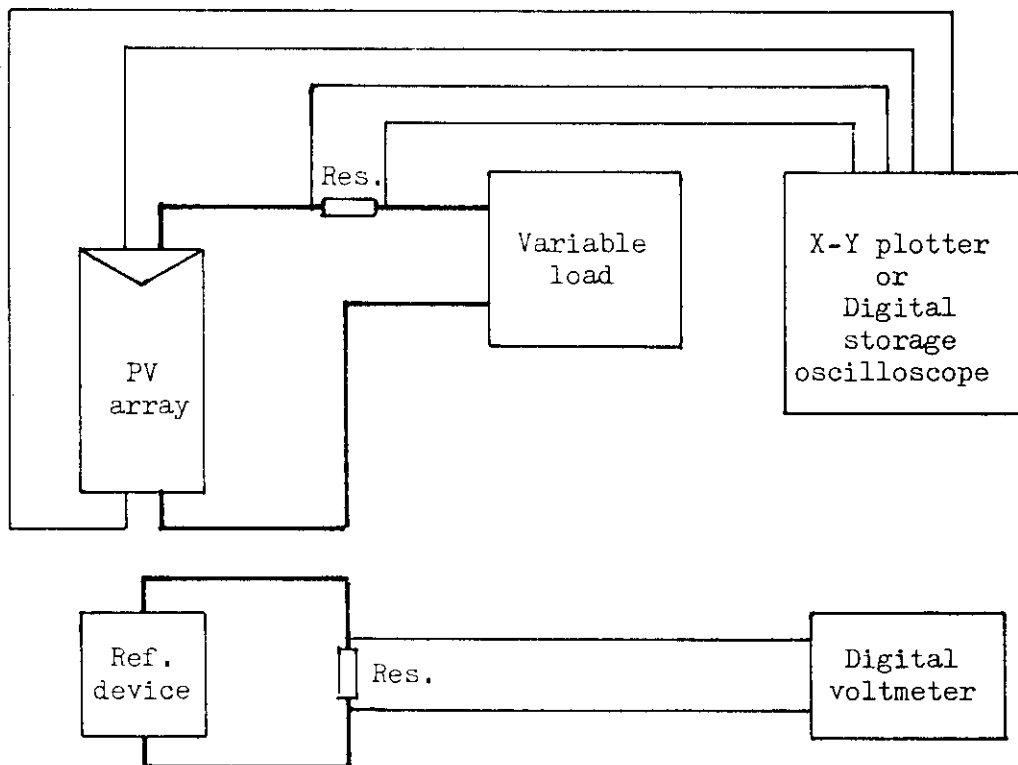 Res.
Variable
load
X-Y plotter
or
Digital
storage
oscilloscope
PV
array
Ref.
device
Res.
Digital
voltmeter